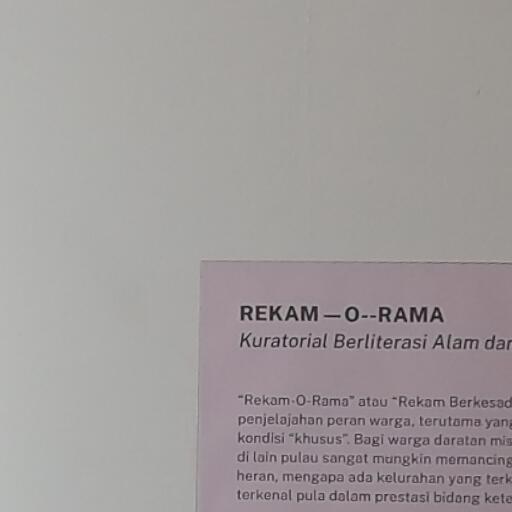 REKAM—O--RAMA
Kuratorial Berliterasi Alam dan
"Rekam-O-Rama" atau "Rekam Berkesad
penjelajahan peran warga, terutama yang
kondisi "khusus". Bagi warga daratan mis
di lain pulau sangat mungkin memancing
heran, mengapa ada kelurahan yang terk
terkenal pula dalam prestasi bidang kete